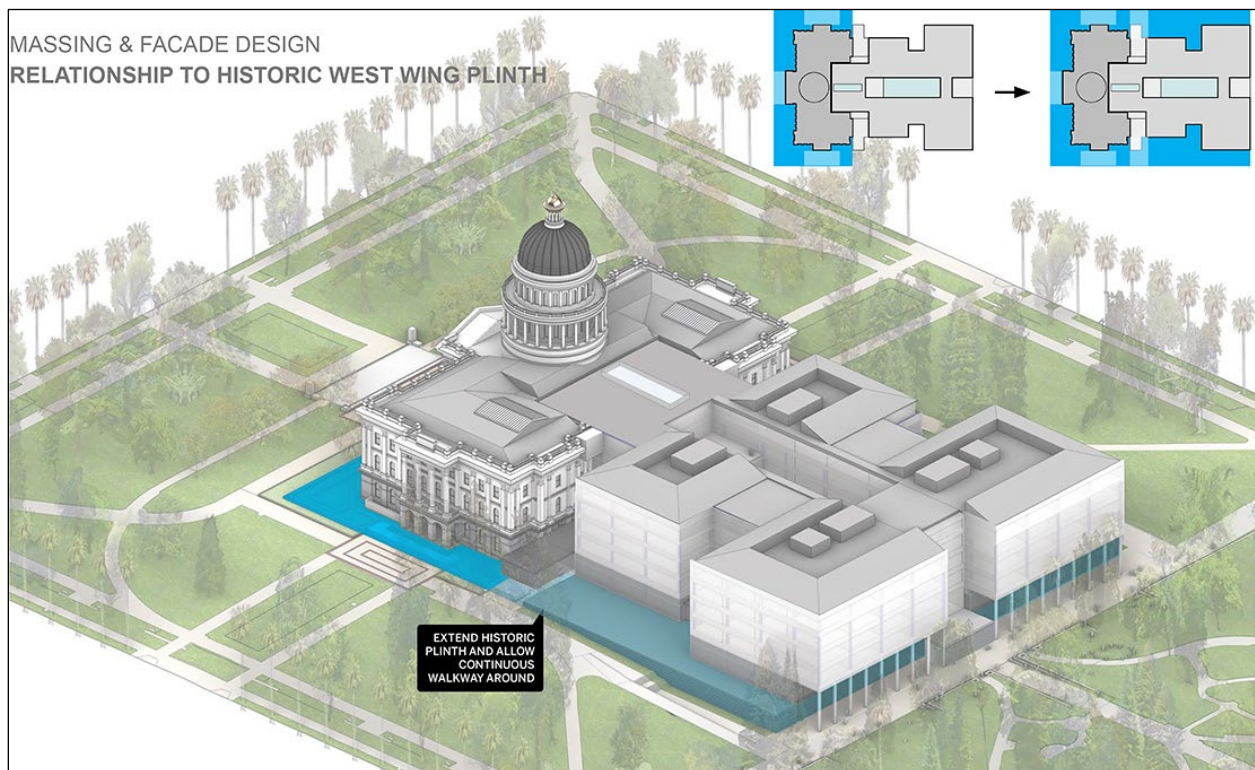 MASSING & FACADE DESIGN
RELATIONSHIP TO HISTORIC WEST WING PLINTH
EXTEND HISTORIC
PLINTH AND ALLOW
CONTINUOUS
WALKWAY AROUND